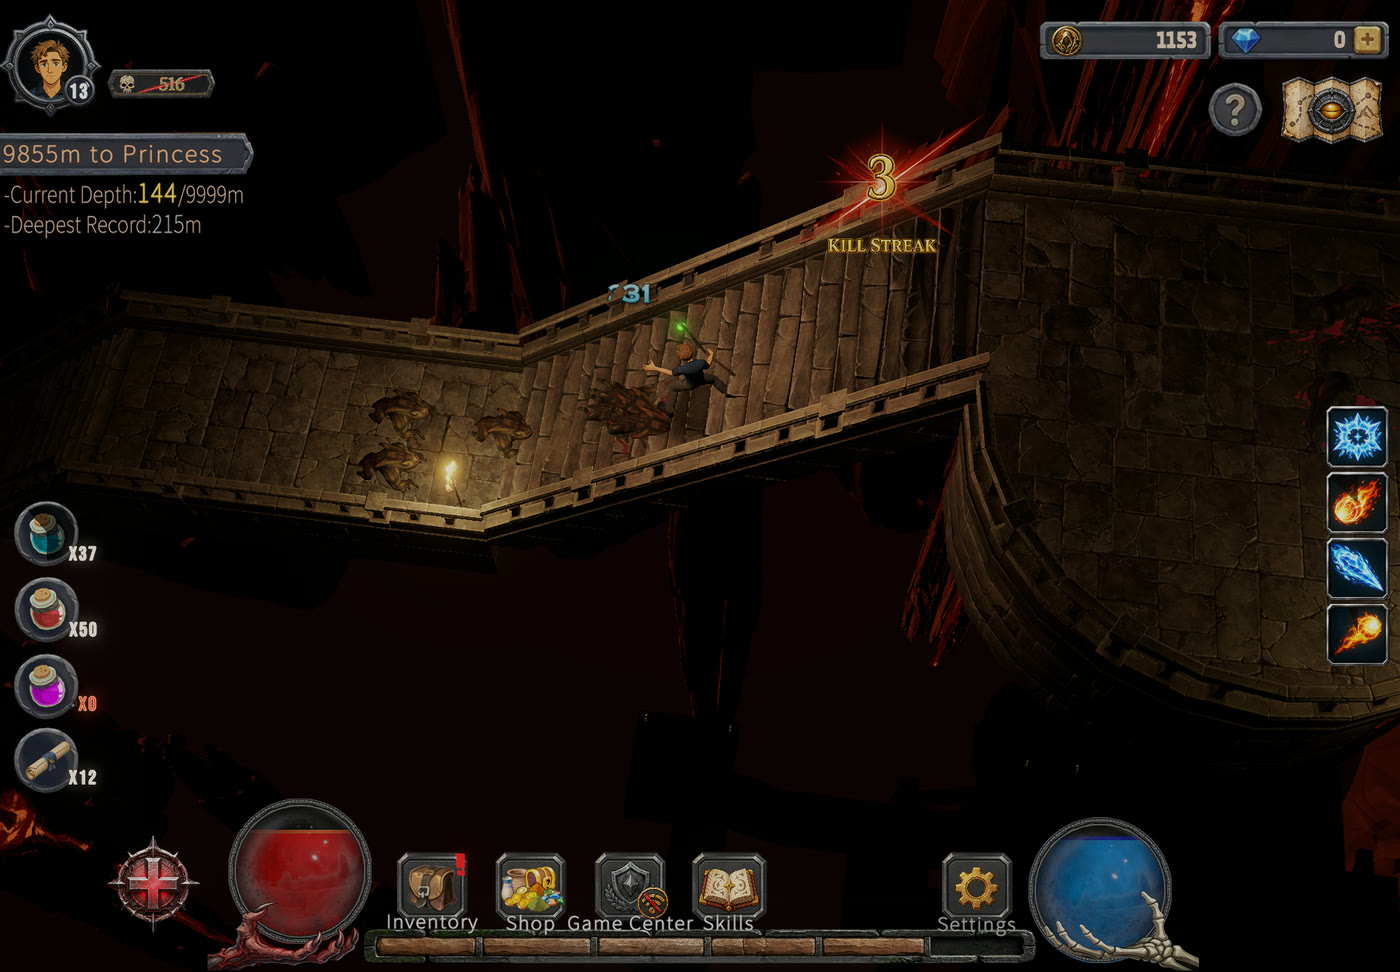 13
516
1153
0
9855m to Princess
-Current Depth:144/9999m
-Deepest Record:215m
3
KILL STREAK
X37
X50
X0
X12
Inventory
Shop
Game Center
Skills
Settings